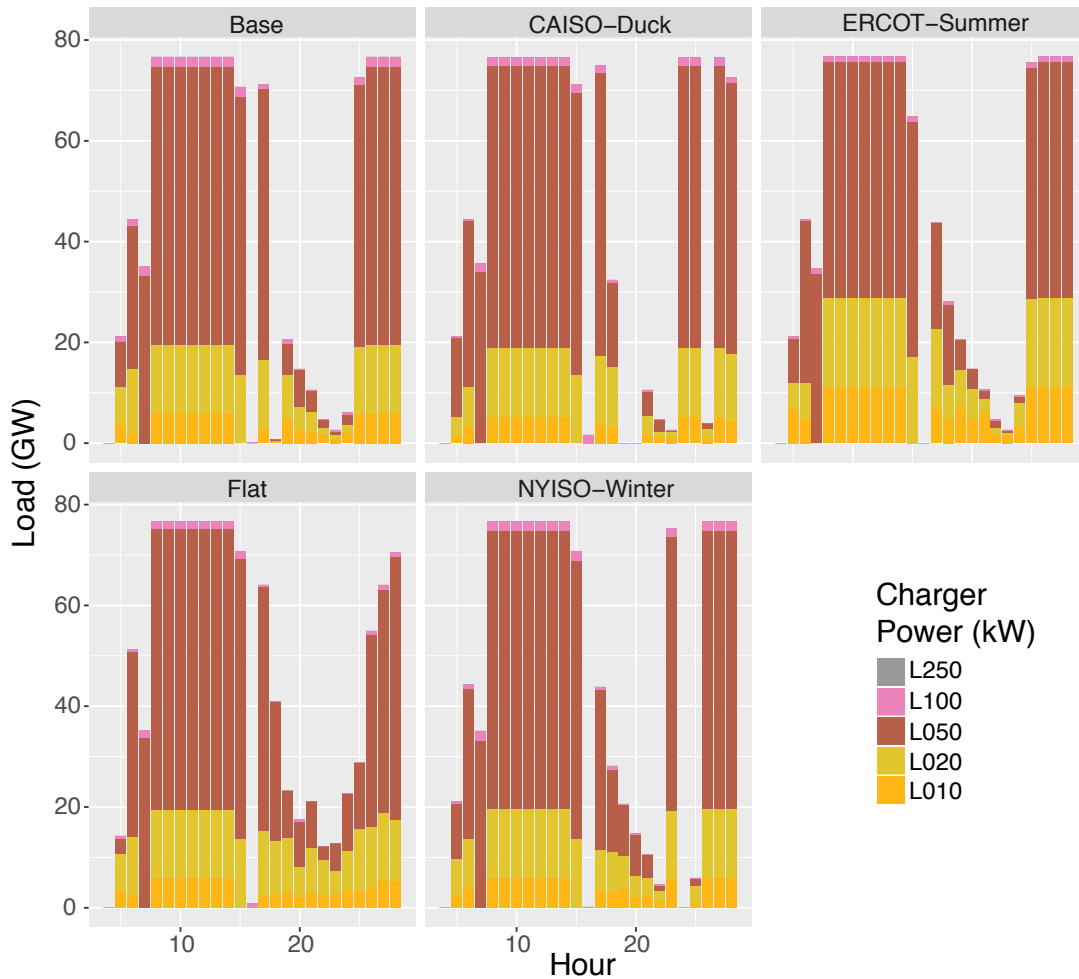 Base
CAISO−Duck
ERCOT−Summer
80
60
40
20
0
Flat
NYISO−Winter
80
60
40
20
0
10
20
10
20
Load (GW)
Hour
Charger
Power (kW)
L250
L100
L050
L020
L010